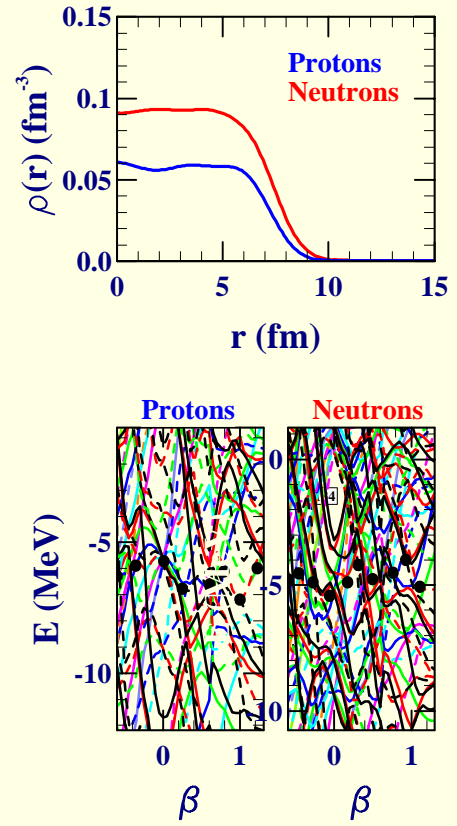 0.15
Protons
Neutrons
0.1
0.05
0.0
ρ(r) (fm-3)
0 5 10 15
r (fm)
Protons Neutrons
0
-5 -5
-10 10
E (MeV)
4
0 1 0 1
β β